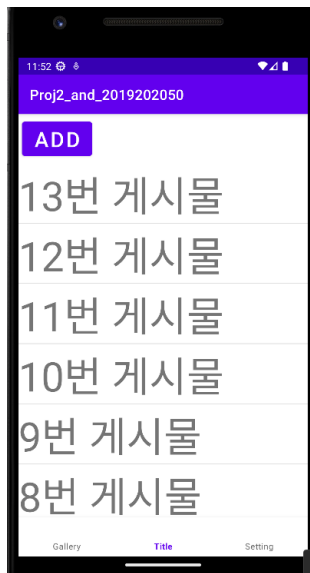 11:52
Proj2_and_2019202050
ADD
13번 게시물
12번 게시물
11번 게시물
10번 게시물
9번 게시물
8번 게시물
Gallery Title Setting